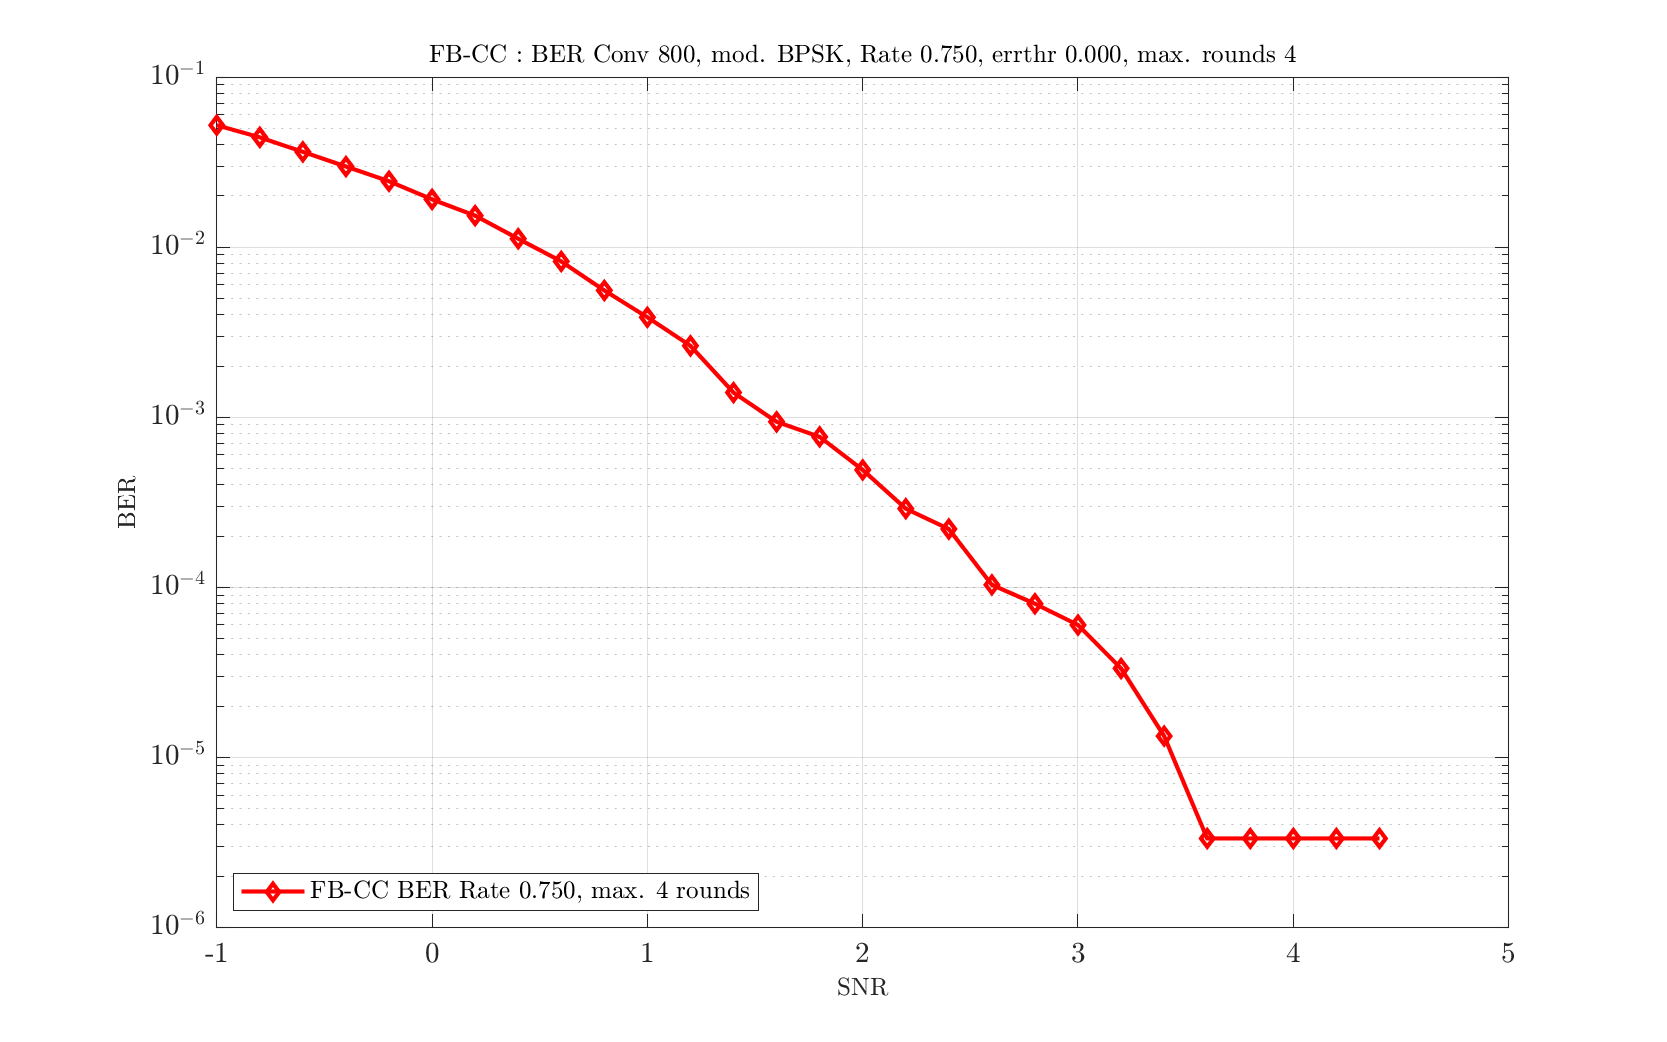 FB-CC : BER Conv 800, mod. BPSK, Rate 0.750, errthr 0.000, max. rounds 4
10⁻¹
10⁻²
10⁻³
10⁻⁴
10⁻⁵
10⁻⁶
BER
FB-CC BER Rate 0.750, max. 4 rounds
-1 0 1 2 3 4 5
SNR